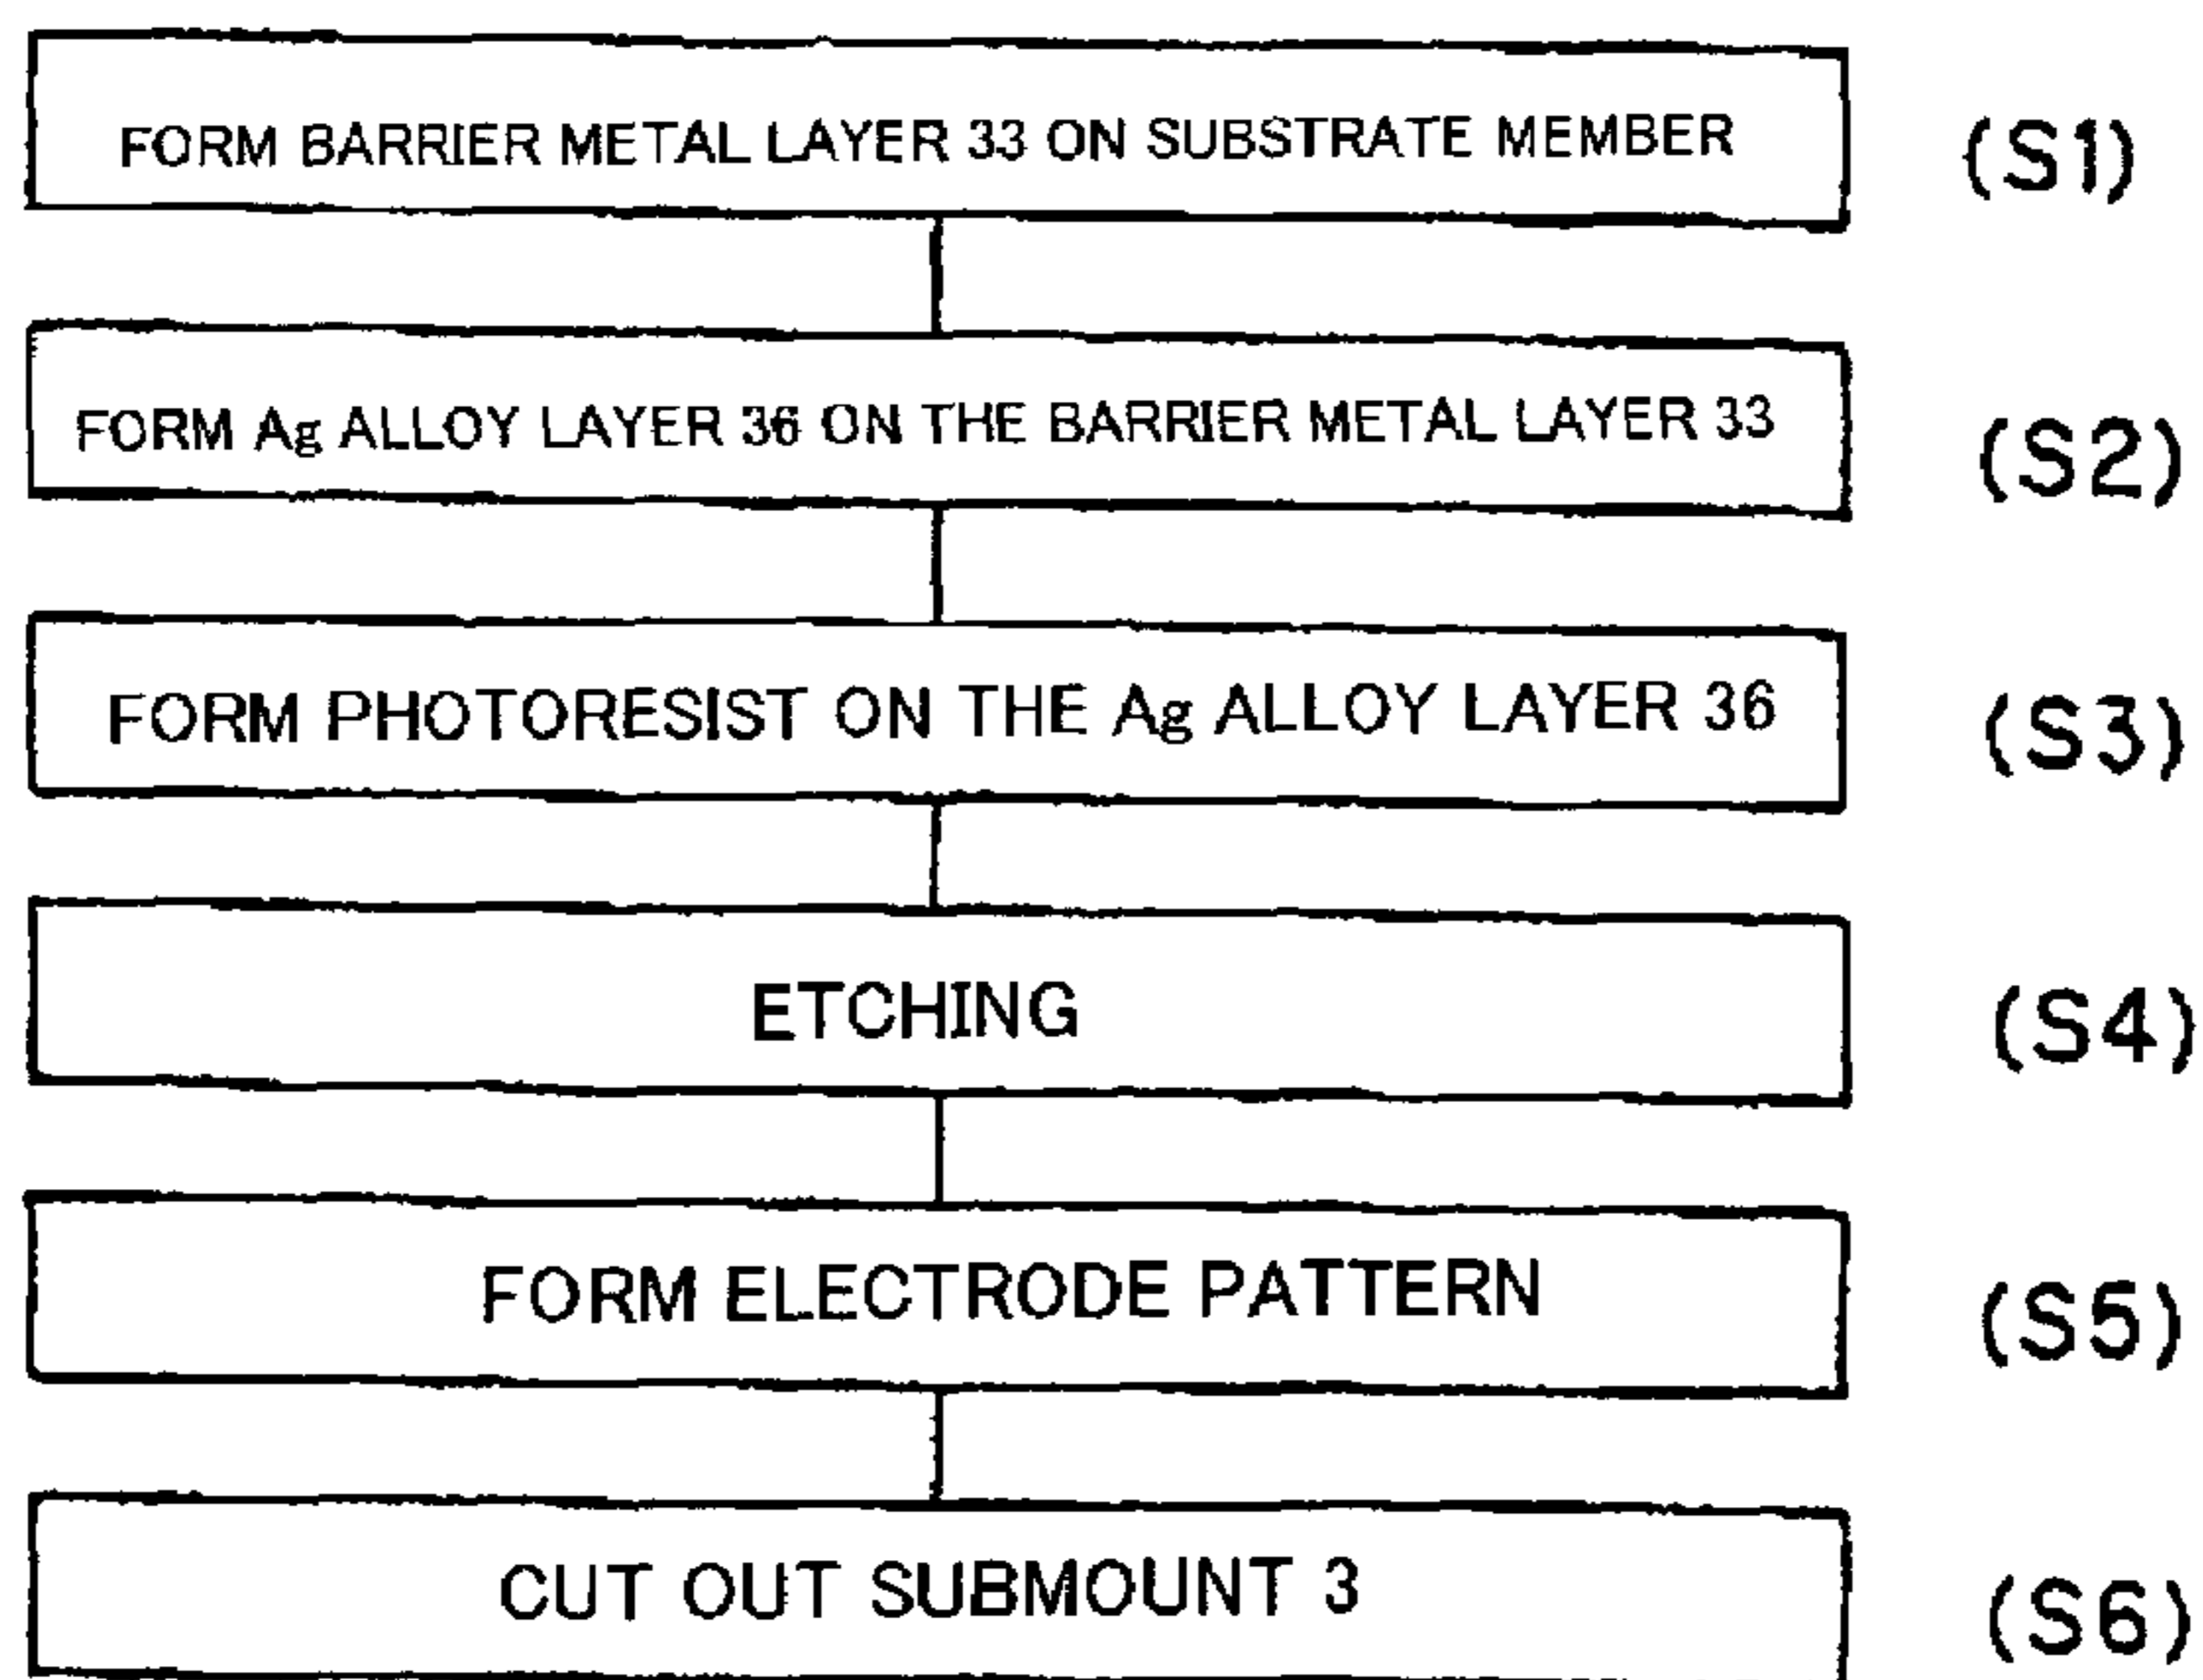 FORM BARRIER METAL LAYER 33 ON SUBSTRATE MEMBER (S1)
FORM Ag ALLOY LAYER 36 ON THE BARRIER METAL LAYER 33 (S2)
FORM PHOTORESIST ON THE Ag ALLOY LAYER 36 (S3)
ETCHING (S4)
FORM ELECTRODE PATTERN (S5)
CUT OUT SUBMOUNT 3 (S6)